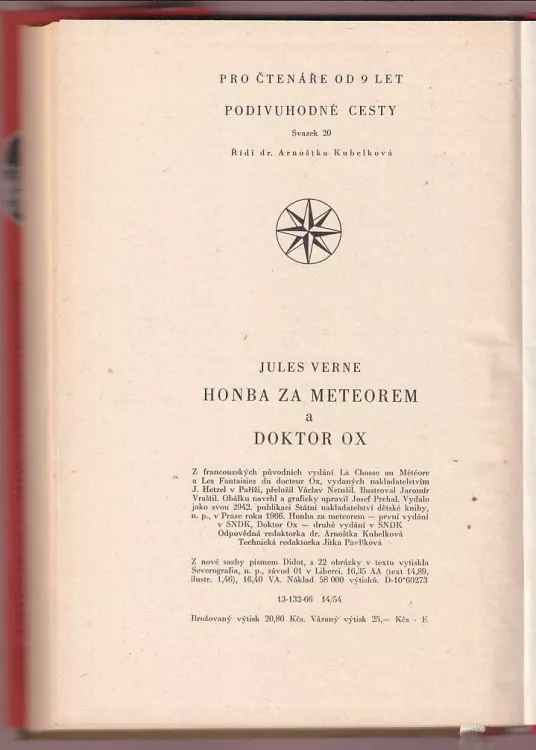 PRO ČTENÁŘE OD 9 LET
PODIVUHODNÉ CESTY
Svazek 20
Řídí dr. Arnoštka Kubelková
JULES VERNE
HONBA ZA METEOREM
a
DOKTOR OX
Z francouzských původních vydání La Chasse au Météore
a Les Fantaisies du docteur Ox, vydaných nakladatelstvím
J. Hetzel v Paříži, přeložil Václav Netušil. Ilustroval Jaromír
Vraštil. Obálku navrhl a graficky upravil Josef Prchal. Vydalo
jako svou 2942. publikaci Státní nakladatelství dětské knihy,
n. p., v Praze roku 1966. Honba za meteorem — první vydání
v SNDK, Doktor Ox — druhé vydání v SNDK
Odpovědná redaktorka dr. Arnoštka Kubelková
Technická redaktorka Jitka Pavlíková
Z nové sazby písmem Didot, s 22 obrázky v textu vytiskla
Severografia, n. p., závod 01 v Liberci. 16,35 AA (text 14,89,
ilustr. 1,46), 16,40 VA. Náklad 58 000 výtisků. D-10*60273
13-132-66 14/54
Brožovaný výtisk 20,80 Kčs. Vázaný výtisk 25,— Kčs - E